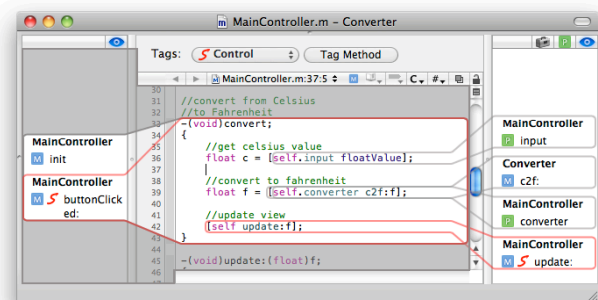 MainController.m – Converter
Tags: Control Tag Method
MainController.m:37:5 M C #
30
31 //convert from Celsius
32 //to Fahrenheit
33 -(void)convert;
34 {
35 //get celsius value
36 float c = [self.input floatValue];
37
38 //convert to fahrenheit
39 float f = [self.converter c2f:f];
40
41 //update view
42 [self update:f];
43 }
44
45 -(void)update:(float)f;
46
MainController
M init
MainController
M S buttonClick
ed:
P
MainController
P input
Converter
M c2f:
MainController
P converter
MainController
M S update: